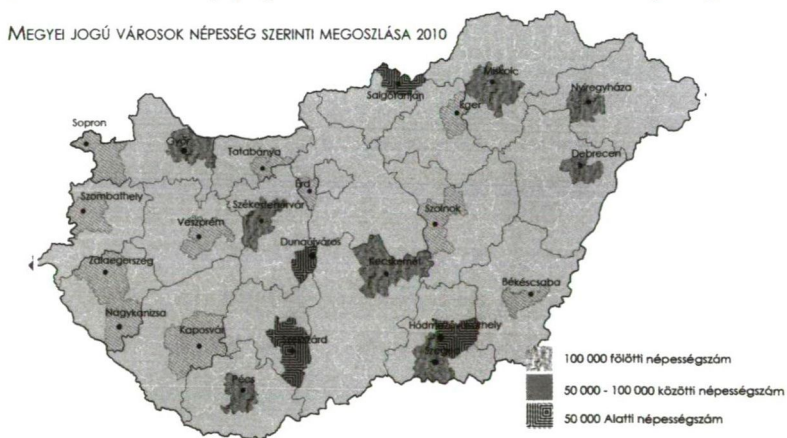 MEGYEI JOGÚ VÁROSOK NÉPESSÉG SZERINTI MEGOSZLÁSA 2010
Miskolc
Salgótarján
Nyíregyháza
Eger
Sopron
Győr
Tatabánya
Debrecen
Érd
Szombathely
Székesfehérvár
Szolnok
Veszprém
Dunaújváros
Zalaegerszeg
Kecskemét
Békéscsaba
Nagykanizsa
Kaposvár
Hódmezővásárhely
Szekszárd
Szeged
Pécs
100 000 fölötti népességszám
50 000 - 100 000 közötti népességszám
50 000 Alatti népességszám